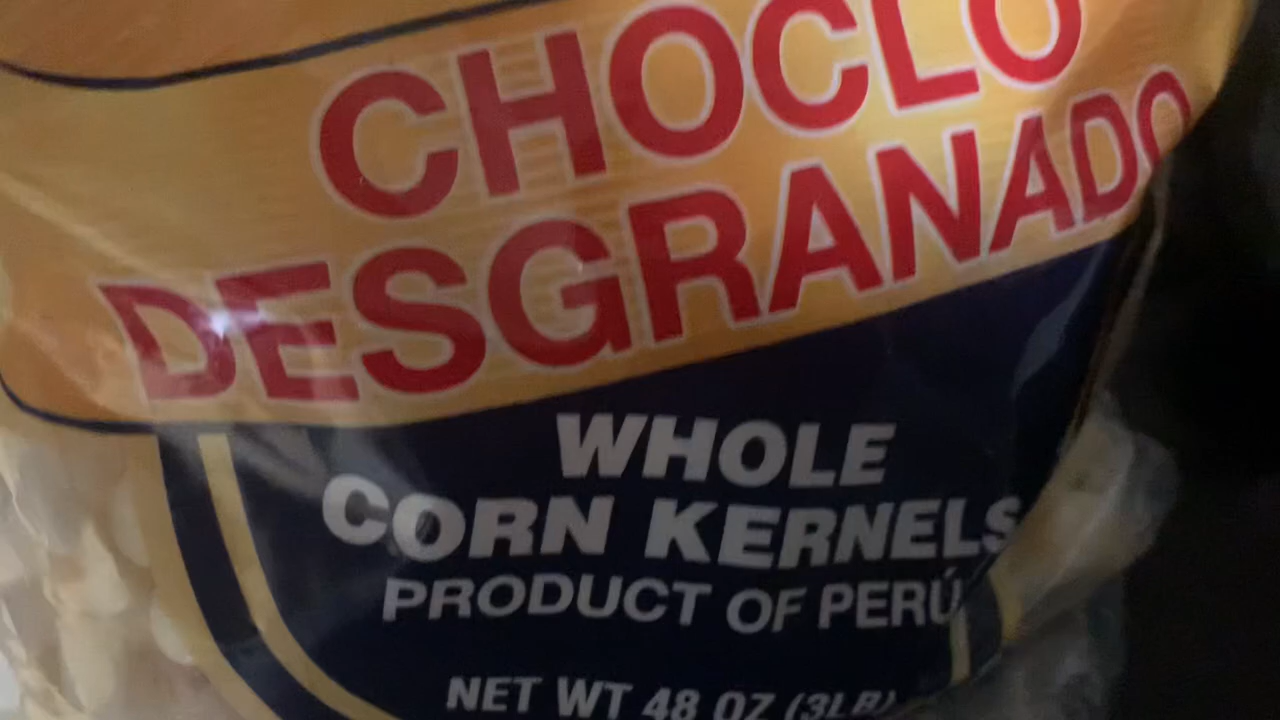 CHOCLO
DESGRANADO
WHOLE
CORN KERNELS
PRODUCT OF PERÚ
NET WT 48 OZ (3LB)